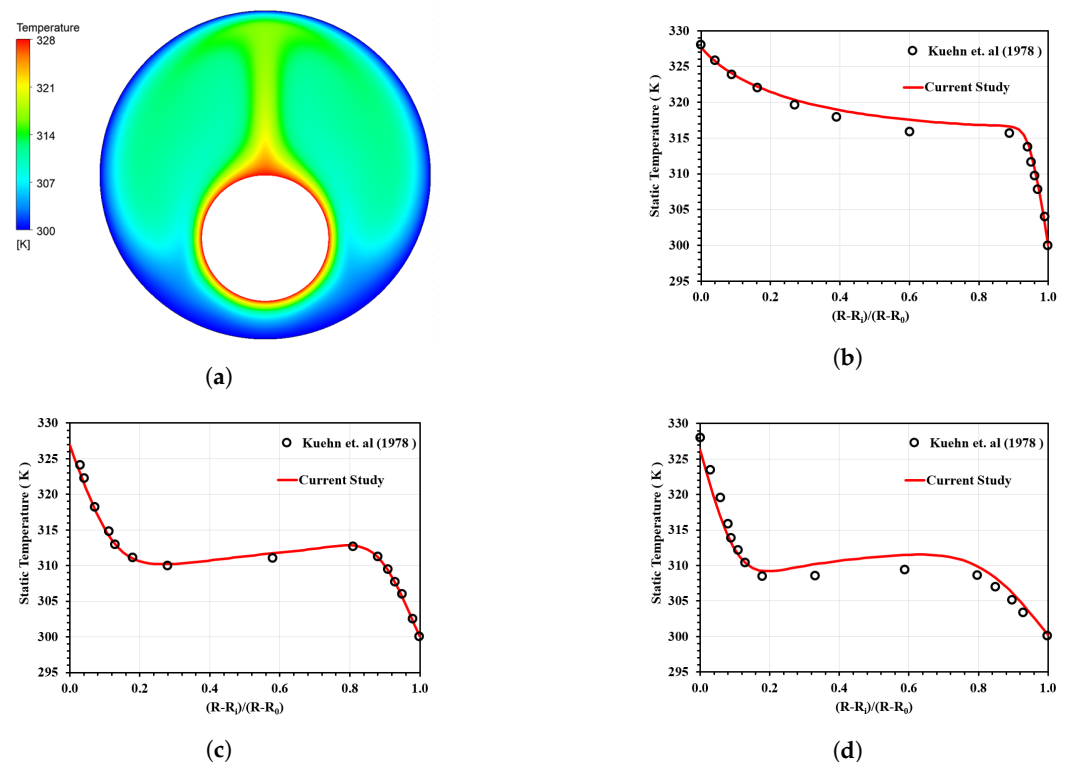 Temperature
328
321
314
307
300
[K]
(a)
Static Temperature ( K )
330
325
320
315
310
305
300
295
0.0 0.2 0.4 0.6 0.8 1.0
(R-Ri)/(R-R0)
Kuehn et. al (1978 )
Current Study
(b)
Static Temperature ( K )
330
325
320
315
310
305
300
295
0.0 0.2 0.4 0.6 0.8 1.0
(R-Ri)/(R-R0)
Kuehn et. al (1978 )
Current Study
(c)
Static Temperature ( K )
330
325
320
315
310
305
300
295
0.0 0.2 0.4 0.6 0.8 1.0
(R-Ri)/(R-R0)
Kuehn et. al (1978 )
Current Study
(d)